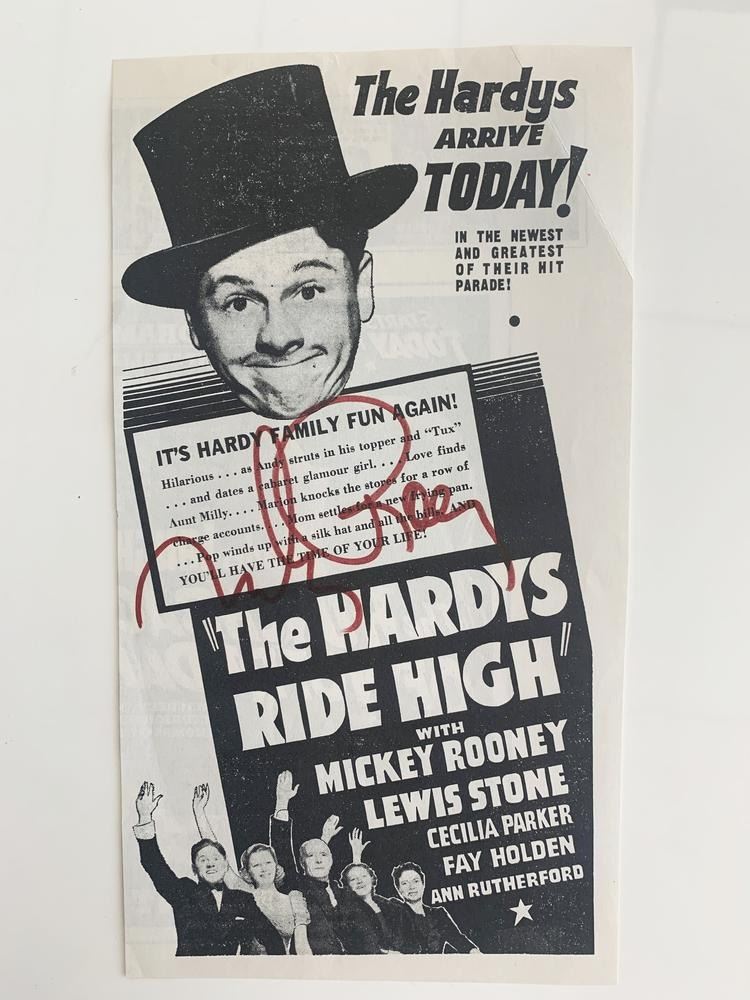 The Hardys
ARRIVE
TODAY!
IN THE NEWEST
AND GREATEST
OF THEIR HIT
PARADE!
IT'S HARDY FAMILY FUN AGAIN!
Hilarious . . . as Andy struts in his topper and "Tux"
. . . and dates a cabaret glamour girl. . . . Love finds
Aunt Milly. . . . Marion knocks the stores for a row of
charge accounts. . . . Mom settles for a new frying pan.
. . . Pop winds up with a silk hat and all the bills. AND
YOU'LL HAVE THE TIME OF YOUR LIFE!
"The HARDYS
RIDE HIGH"
WITH
MICKEY ROONEY
LEWIS STONE
CECILIA PARKER
FAY HOLDEN
ANN RUTHERFORD